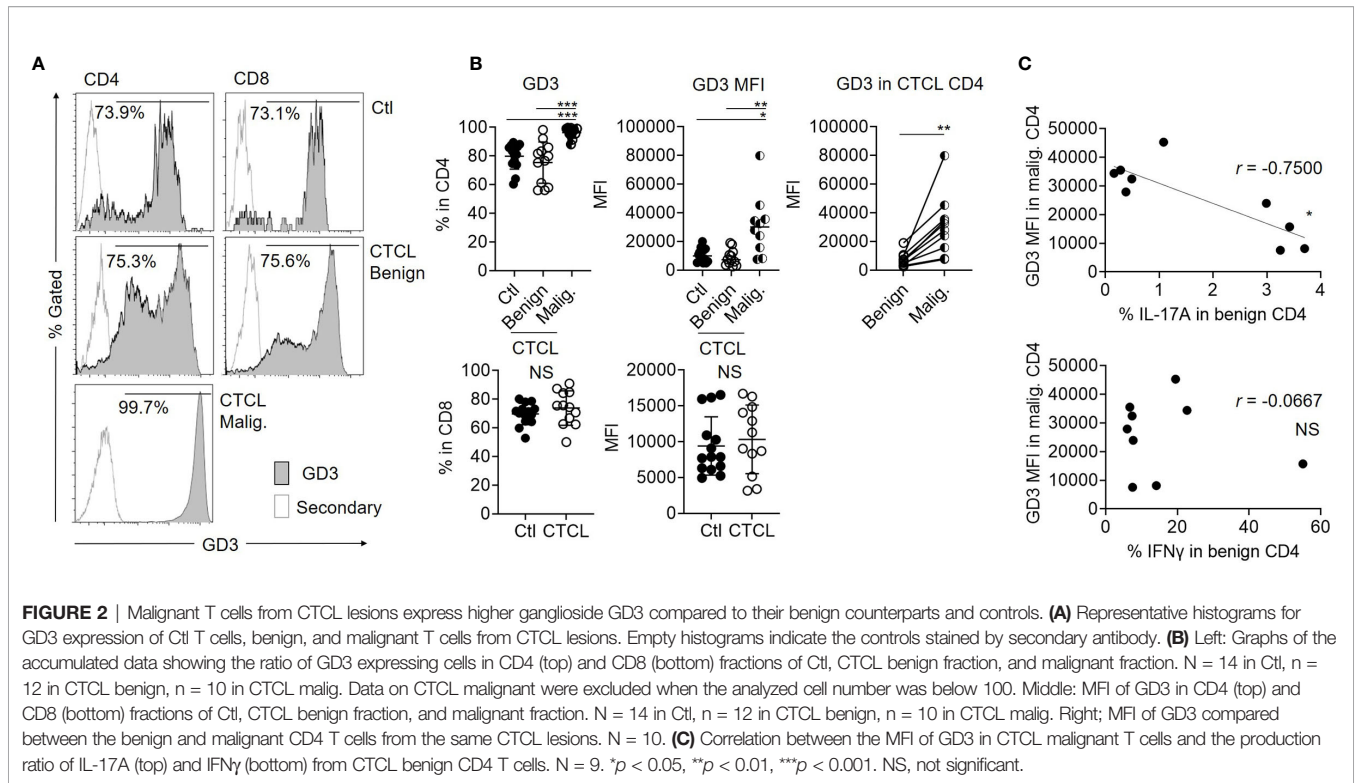 A
B
C
CD4
CD8
73.9%
73.1%
Ctl
75.3%
75.6%
CTCL
Benign
99.7%
CTCL
Malig.
% Gated
GD3
Secondary
GD3
GD3
***
***
100
80
60
40
20
0
% in CD4
Ctl
Benign
Malig.
CTCL
NS
100
80
60
40
20
0
% in CD8
Ctl
CTCL
GD3 MFI
**
*
100000
80000
60000
40000
20000
0
MFI
Ctl
Benign
Malig.
CTCL
NS
20000
15000
10000
5000
0
MFI
Ctl
CTCL
GD3 in CTCL CD4
**
100000
80000
60000
40000
20000
0
MFI
Benign
Malig.
50000
40000
30000
20000
10000
0
GD3 MFI in malig. CD4
r = -0.7500
*
0
1
2
3
4
% IL-17A in benign CD4
50000
40000
30000
20000
10000
0
GD3 MFI in malig. CD4
r = -0.0667
NS
0
20
40
60
% IFNγ in benign CD4
FIGURE 2 | Malignant T cells from CTCL lesions express higher ganglioside GD3 compared to their benign counterparts and controls. (A) Representative histograms for
GD3 expression of Ctl T cells, benign, and malignant T cells from CTCL lesions. Empty histograms indicate the controls stained by secondary antibody. (B) Left: Graphs of the
accumulated data showing the ratio of GD3 expressing cells in CD4 (top) and CD8 (bottom) fractions of Ctl, CTCL benign fraction, and malignant fraction. N = 14 in Ctl, n =
12 in CTCL benign, n = 10 in CTCL malig. Data on CTCL malignant were excluded when the analyzed cell number was below 100. Middle: MFI of GD3 in CD4 (top) and
CD8 (bottom) fractions of Ctl, CTCL benign fraction, and malignant fraction. N = 14 in Ctl, n = 12 in CTCL benign, n = 10 in CTCL malig. Right; MFI of GD3 compared
between the benign and malignant CD4 T cells from the same CTCL lesions. N = 10. (C) Correlation between the MFI of GD3 in CTCL malignant T cells and the production
ratio of IL-17A (top) and IFNγ (bottom) from CTCL benign CD4 T cells. N = 9. *p < 0.05, **p < 0.01, ***p < 0.001. NS, not significant.